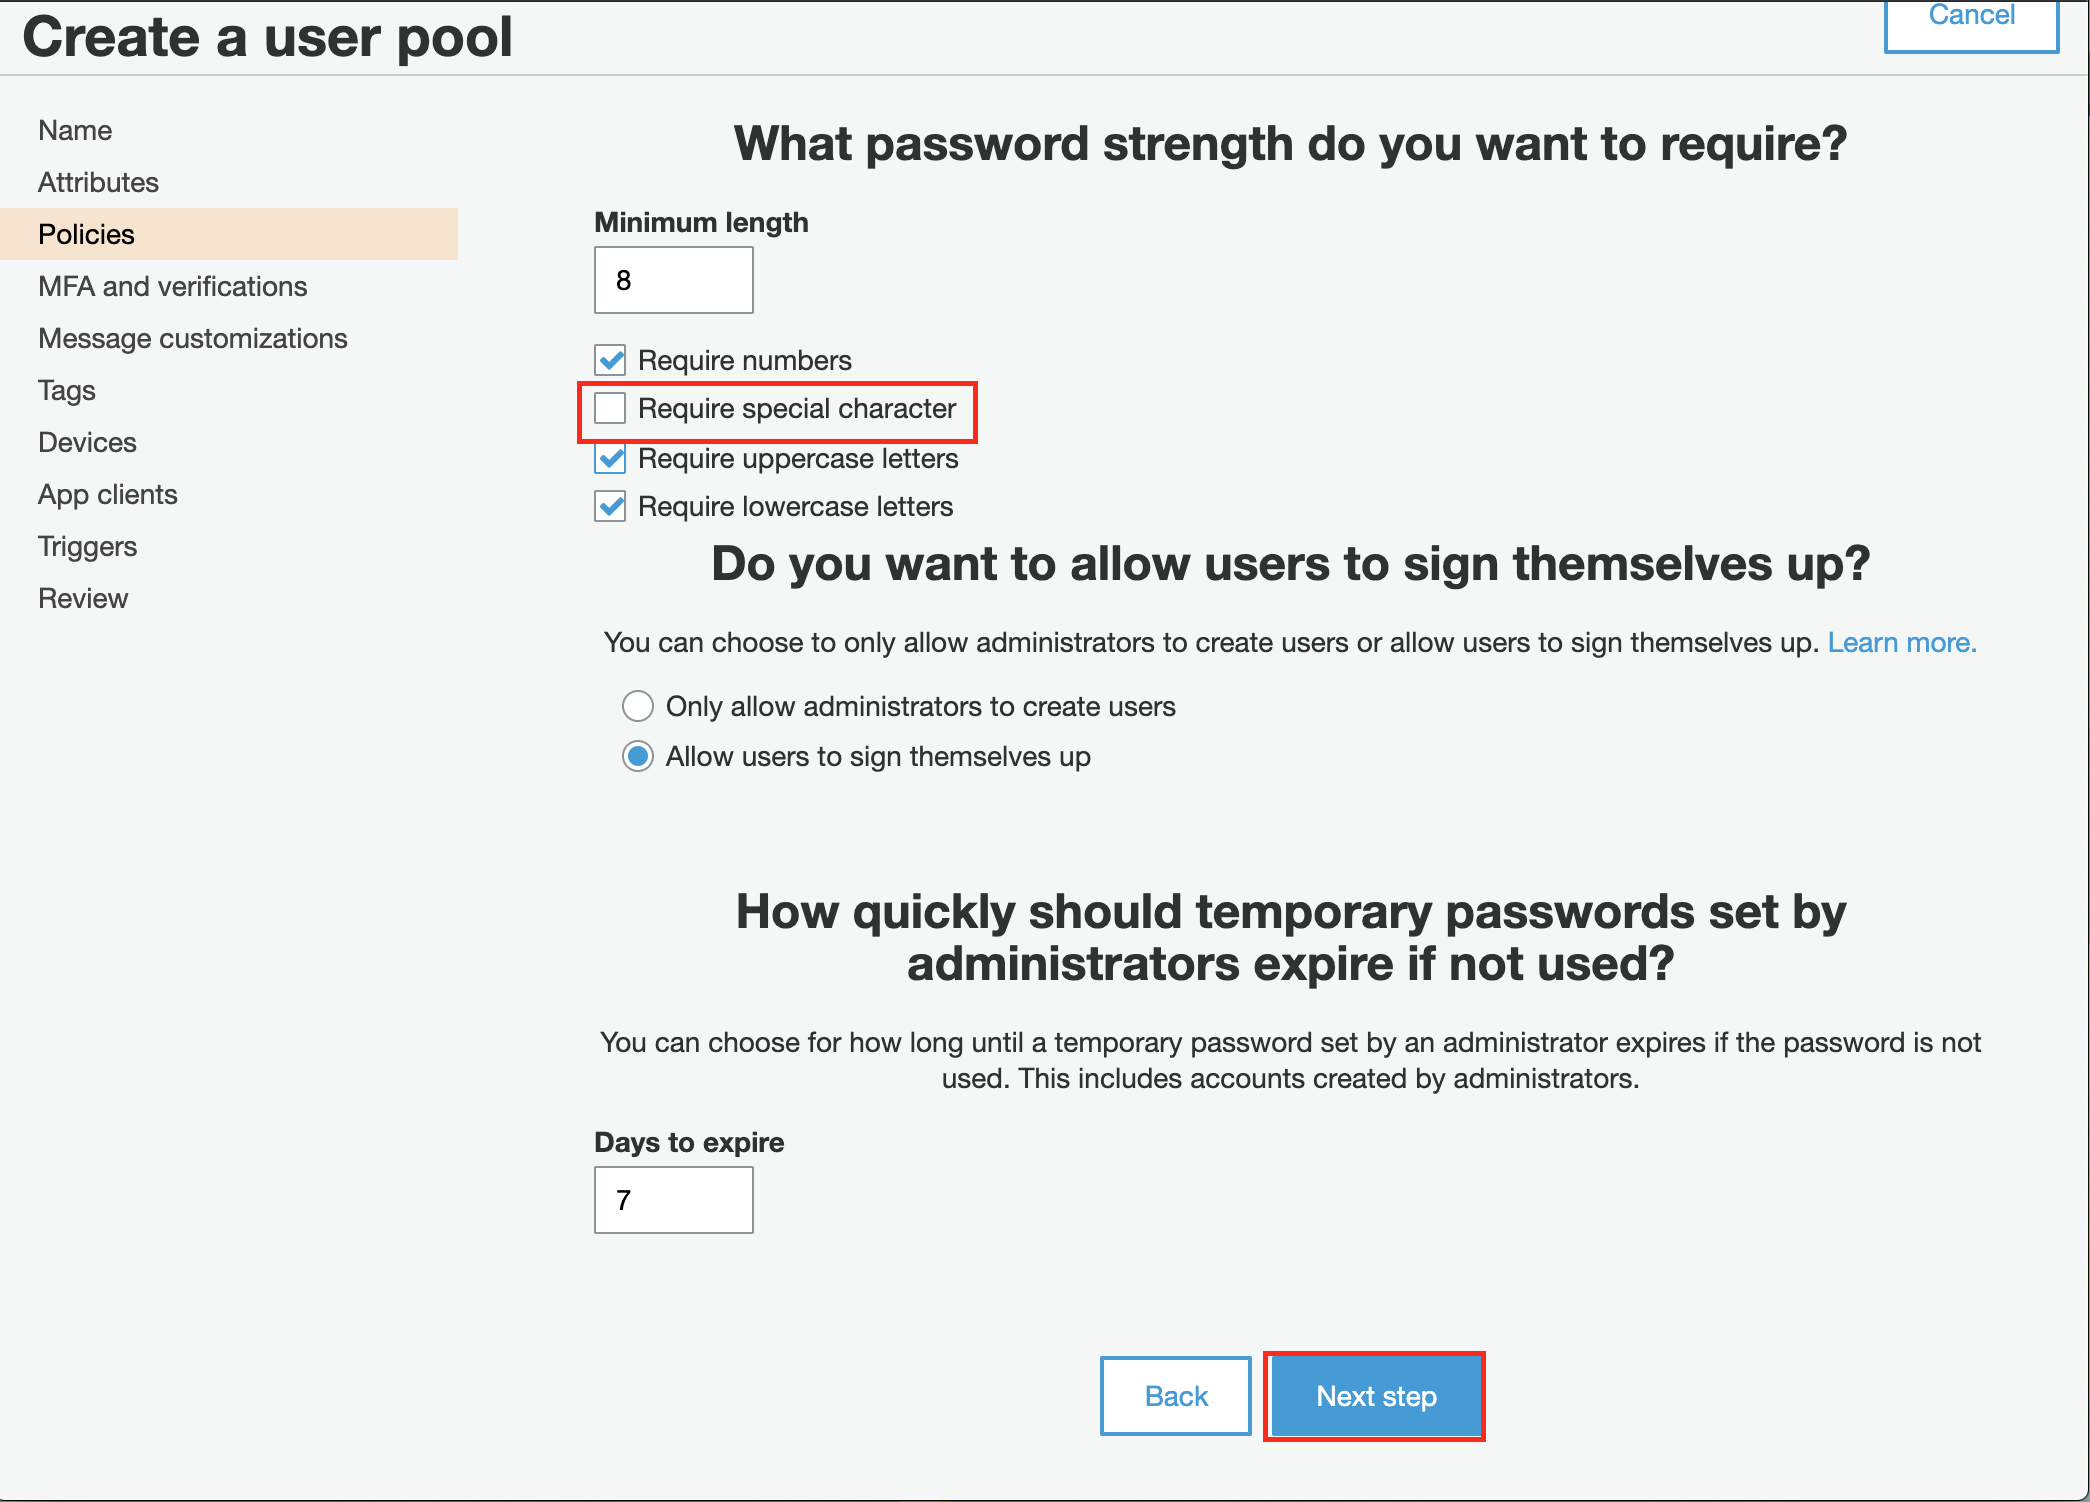 Create a user pool
Cancel
Name
Attributes
Policies
MFA and verifications
Message customizations
Tags
Devices
App clients
Triggers
Review
What password strength do you want to require?
Minimum length
8
Require numbers
Require special character
Require uppercase letters
Require lowercase letters
Do you want to allow users to sign themselves up?
You can choose to only allow administrators to create users or allow users to sign themselves up. Learn more.
Only allow administrators to create users
Allow users to sign themselves up
How quickly should temporary passwords set by
administrators expire if not used?
You can choose for how long until a temporary password set by an administrator expires if the password is not
used. This includes accounts created by administrators.
Days to expire
7
Back
Next step